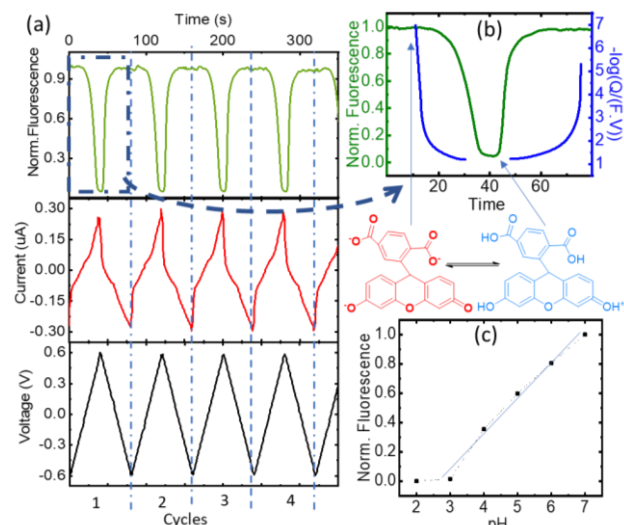 (a)
Time (s)
0 100 200 300
Norm.Fluorescence
0.9
0.6
0.3
Current (uA)
0.30
0.15
0.00
-0.15
-0.30
Voltage (V)
0.6
0.3
0.0
-0.3
-0.6
1 2 3 4
Cycles
(b)
Norm. Fluorescence
1.0
0.8
0.6
0.4
0.2
0.0
0 40 80
Time
7
6
5
4
3
2
1
-log(Q/(F.V))
O O-
-O O
-O O O
O OH
HO O
HO O OH+
(c)
Norm. Fluorescence
1.0
0.8
0.6
0.4
0.2
0.0
2 3 4 5 6 7
pH